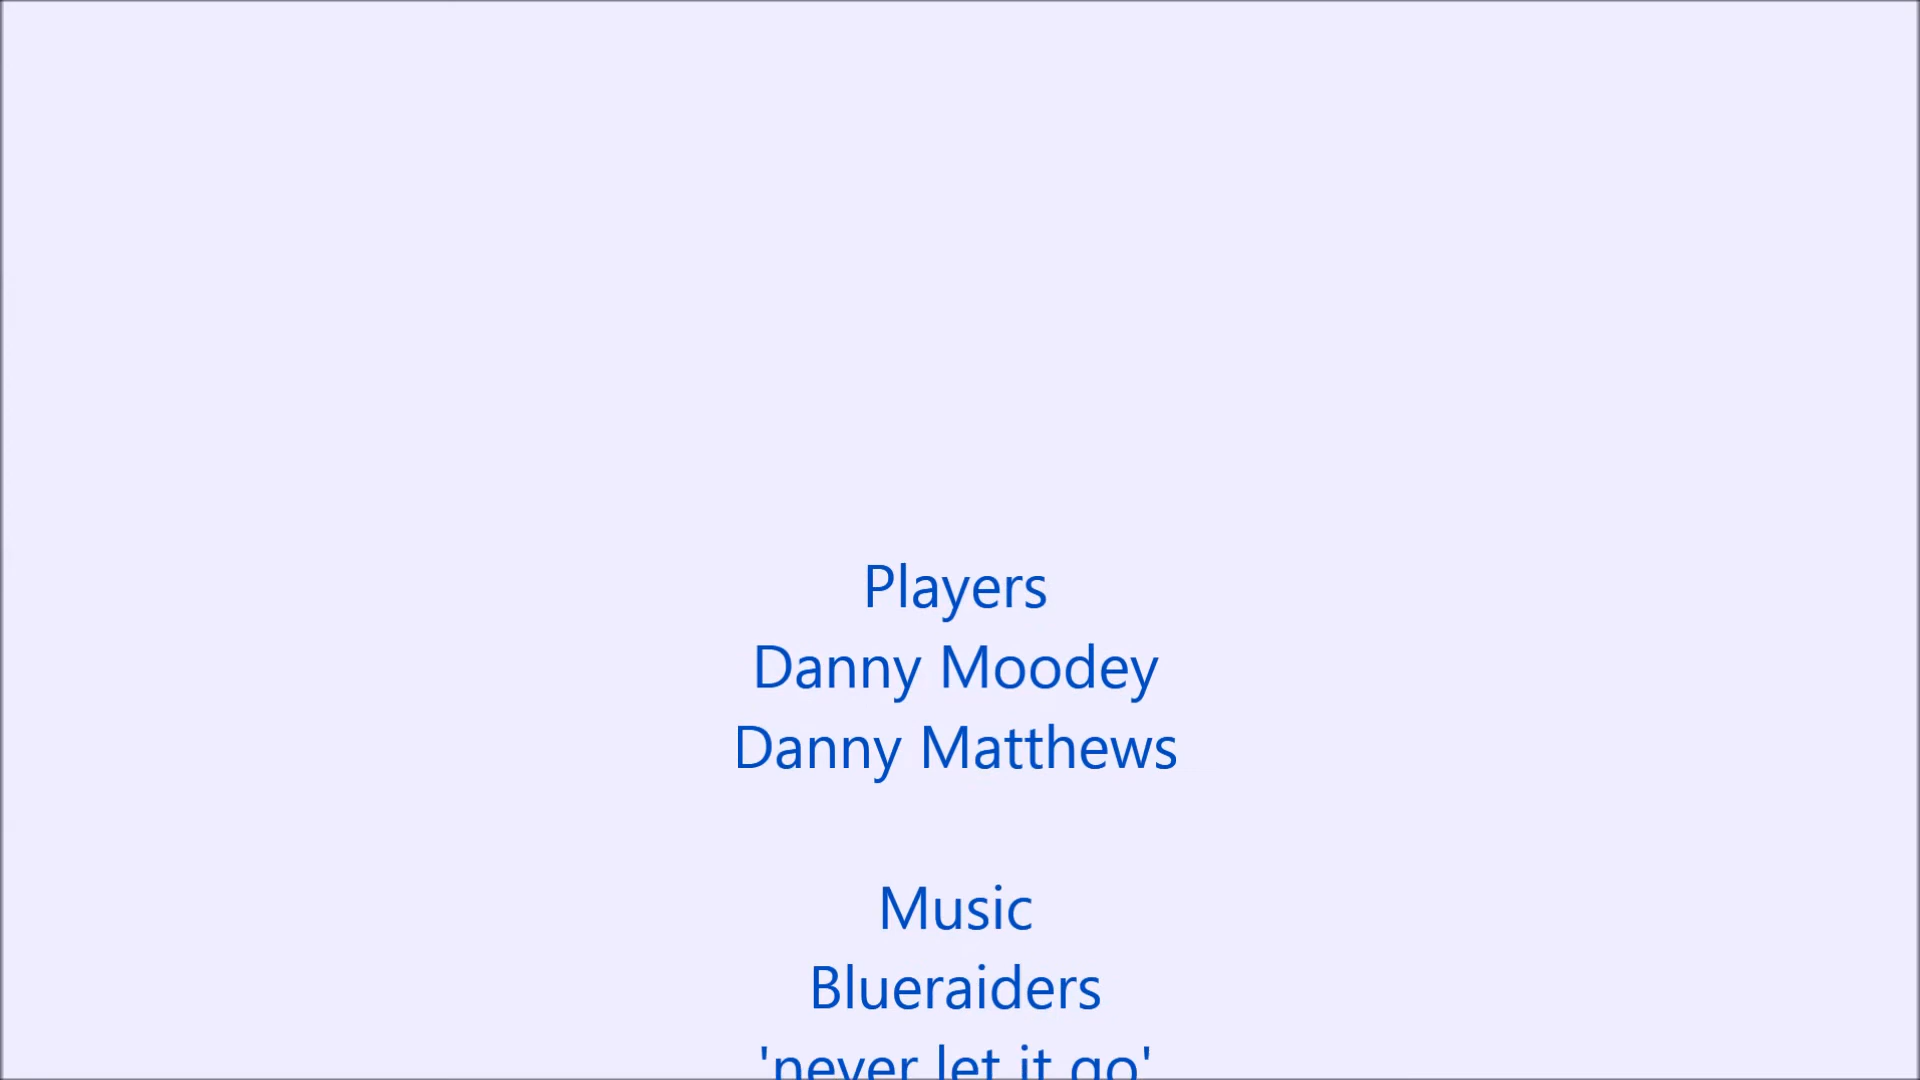 Players
Danny Moodey
Danny Matthews
Music
Blueraiders
'never let it go'